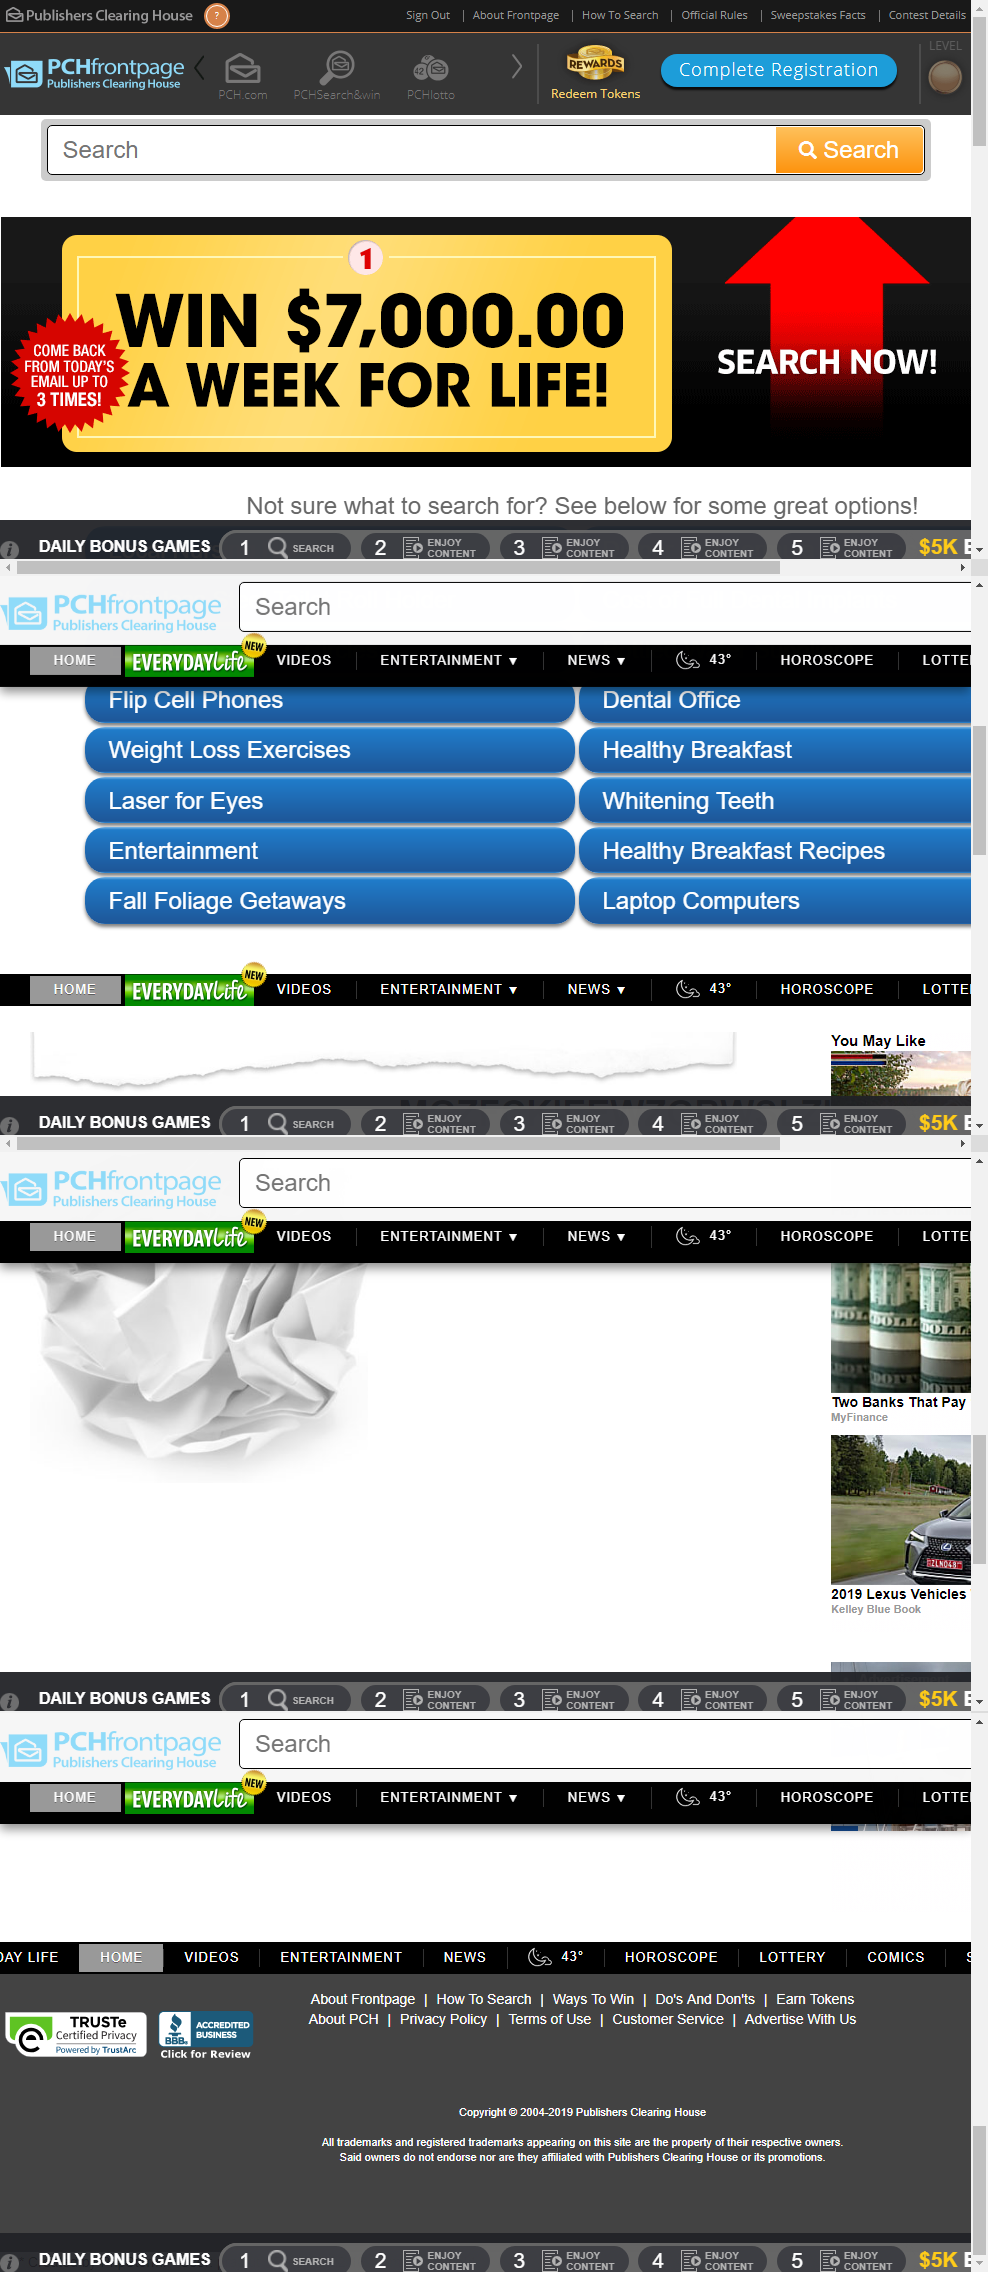 Publishers Clearing House ? Sign Out | About Frontpage | How To Search | Official Rules | Sweepstakes Facts | Contest Details
PCHfrontpage
Publishers Clearing House
PCH.com PCHSearch&win PCHlotto
REWARDS
Redeem Tokens
Complete Registration
LEVEL
Search Search
1
WIN $7,000.00
A WEEK FOR LIFE!
COME BACK
FROM TODAY'S
EMAIL UP TO
3 TIMES!
SEARCH NOW!
Not sure what to search for? See below for some great options!
i DAILY BONUS GAMES 1 SEARCH 2 ENJOY CONTENT 3 ENJOY CONTENT 4 ENJOY CONTENT 5 ENJOY CONTENT $5K
PCHfrontpage
Publishers Clearing House
Search
HOME EVERYDAYLife NEW VIDEOS ENTERTAINMENT ▼ NEWS ▼ 43° HOROSCOPE LOTTE
Flip Cell Phones Dental Office
Weight Loss Exercises Healthy Breakfast
Laser for Eyes Whitening Teeth
Entertainment Healthy Breakfast Recipes
Fall Foliage Getaways Laptop Computers
HOME EVERYDAYLife NEW VIDEOS ENTERTAINMENT ▼ NEWS ▼ 43° HOROSCOPE LOTTE
You May Like
i DAILY BONUS GAMES 1 SEARCH 2 ENJOY CONTENT 3 ENJOY CONTENT 4 ENJOY CONTENT 5 ENJOY CONTENT $5K
PCHfrontpage
Publishers Clearing House
Search
HOME EVERYDAYLife NEW VIDEOS ENTERTAINMENT ▼ NEWS ▼ 43° HOROSCOPE LOTTE
Two Banks That Pay
MyFinance
2019 Lexus Vehicles
Kelley Blue Book
i DAILY BONUS GAMES 1 SEARCH 2 ENJOY CONTENT 3 ENJOY CONTENT 4 ENJOY CONTENT 5 ENJOY CONTENT $5K
PCHfrontpage
Publishers Clearing House
Search
HOME EVERYDAYLife NEW VIDEOS ENTERTAINMENT ▼ NEWS ▼ 43° HOROSCOPE LOTTE
DAY LIFE HOME VIDEOS ENTERTAINMENT NEWS 43° HOROSCOPE LOTTERY COMICS
About Frontpage | How To Search | Ways To Win | Do's And Don'ts | Earn Tokens
About PCH | Privacy Policy | Terms of Use | Customer Service | Advertise With Us
TRUSTe
Certified Privacy
Powered by TrustArc
BBB. ACCREDITED
BUSINESS
Click for Review
Copyright © 2004-2019 Publishers Clearing House
All trademarks and registered trademarks appearing on this site are the property of their respective owners.
Said owners do not endorse nor are they affiliated with Publishers Clearing House or its promotions.
i DAILY BONUS GAMES 1 SEARCH 2 ENJOY CONTENT 3 ENJOY CONTENT 4 ENJOY CONTENT 5 ENJOY CONTENT $5K